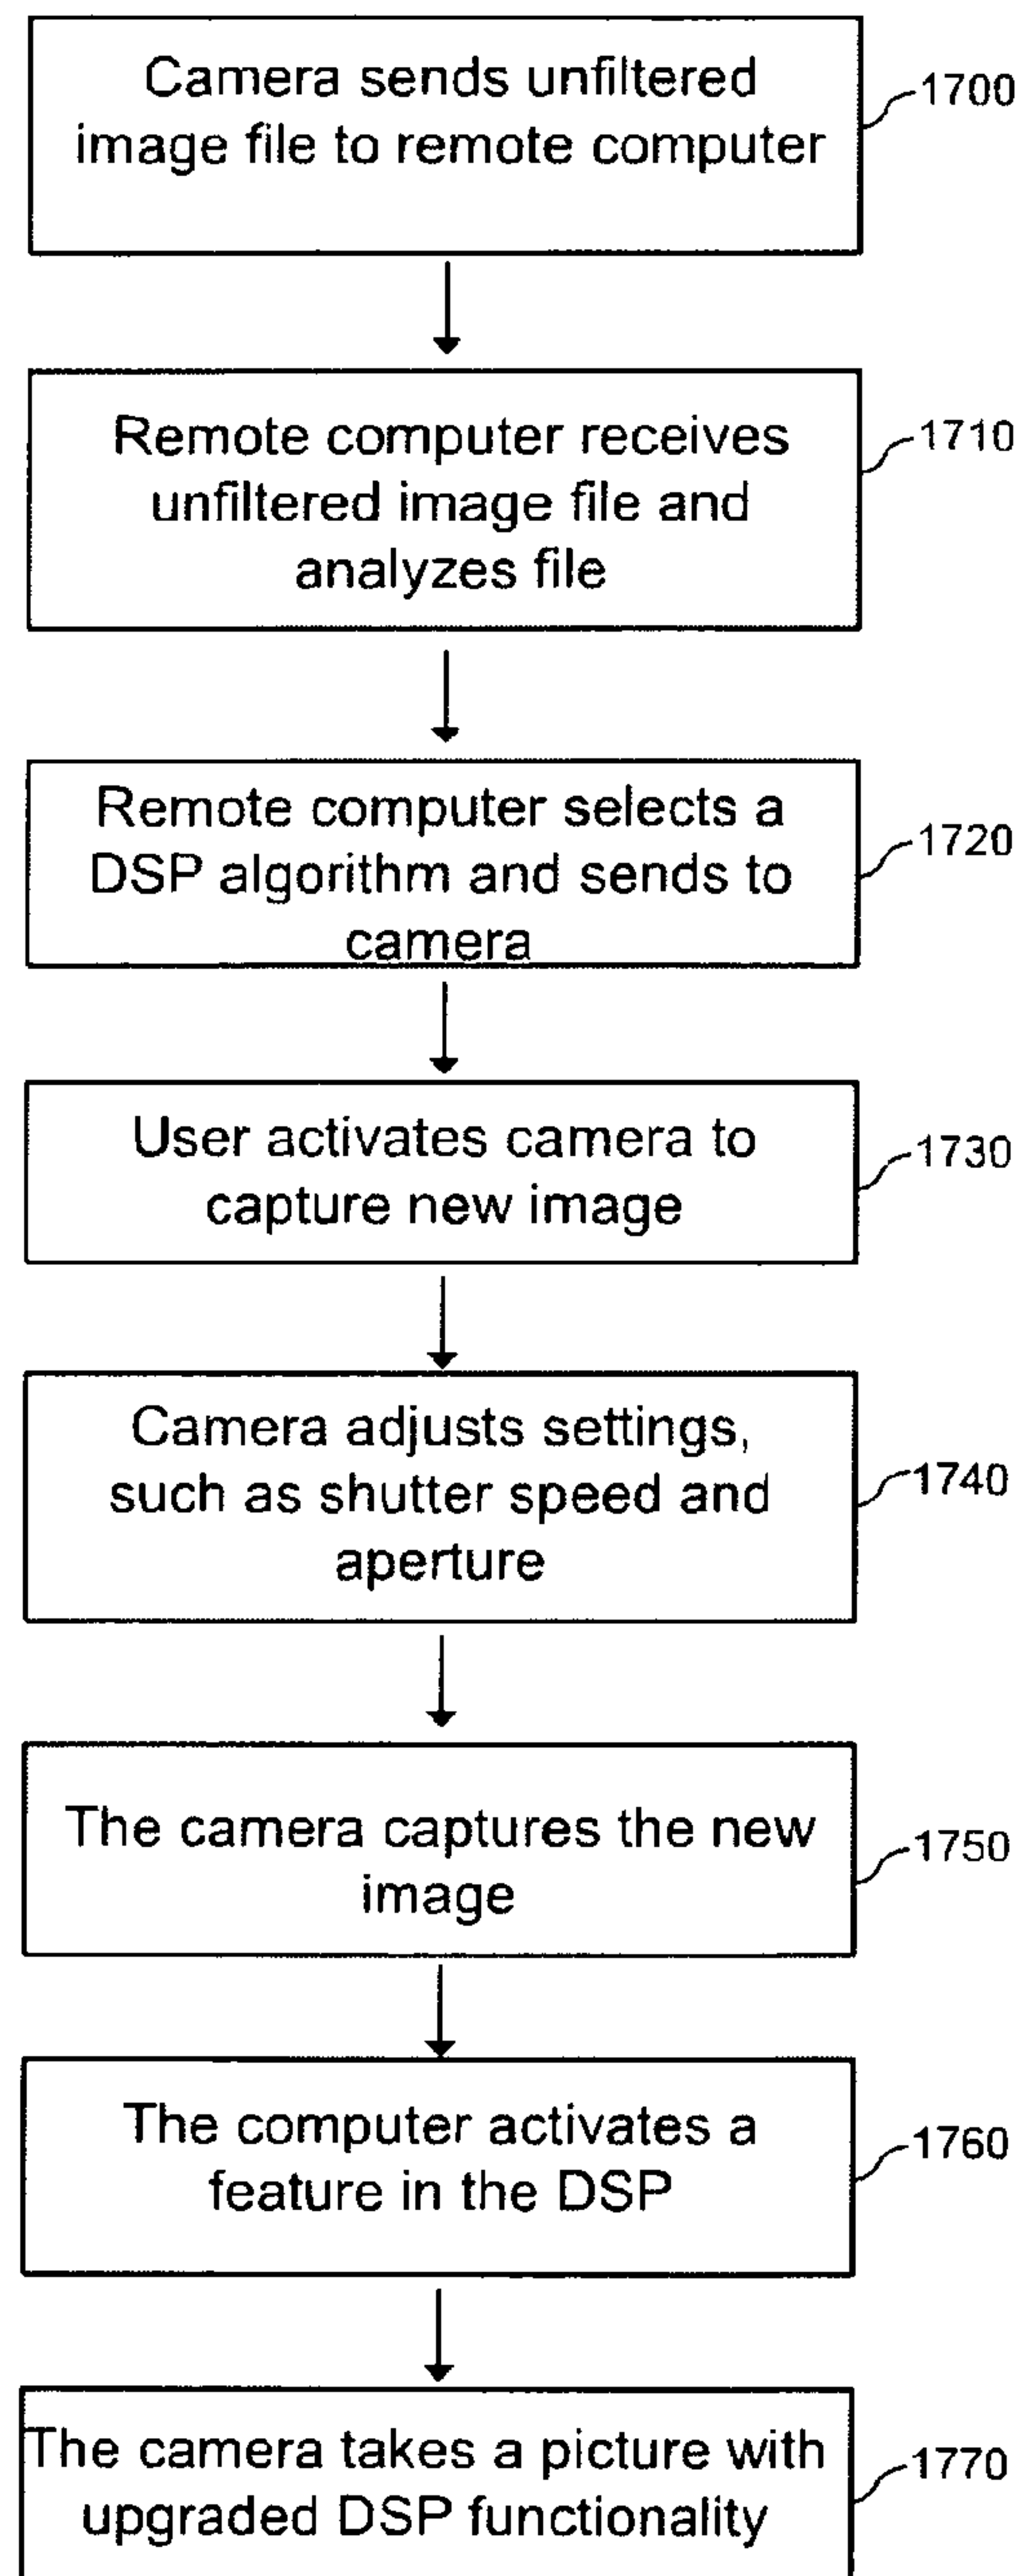 Camera sends unfiltered
image file to remote computer
1700
Remote computer receives
unfiltered image file and
analyzes file
1710
Remote computer selects a
DSP algorithm and sends to
camera
1720
User activates camera to
capture new image
1730
Camera adjusts settings,
such as shutter speed and
aperture
1740
The camera captures the new
image
1750
The computer activates a
feature in the DSP
1760
The camera takes a picture with
upgraded DSP functionality
1770